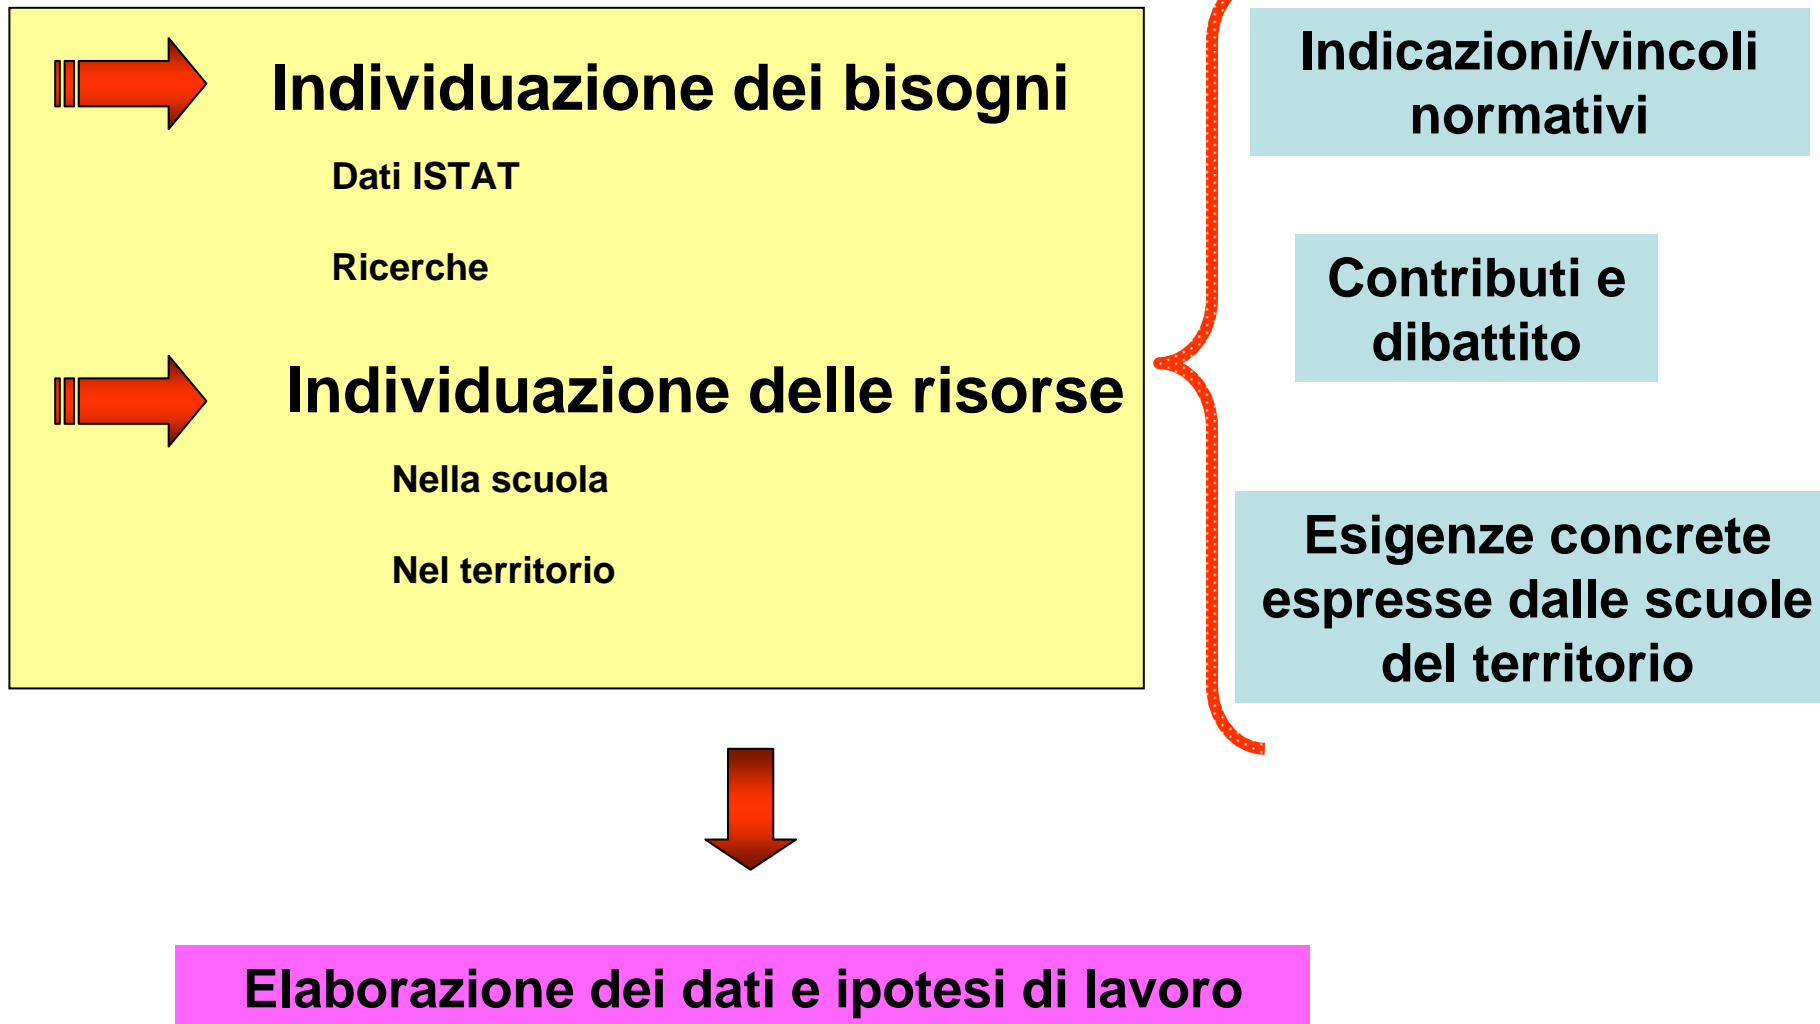 Individuazione dei bisogni
Dati ISTAT
Ricerche
Individuazione delle risorse
Nella scuola
Nel territorio
Indicazioni/vincoli
normativi
Contributi e
dibattito
Esigenze concrete
espresse dalle scuole
del territorio
Elaborazione dei dati e ipotesi di lavoro